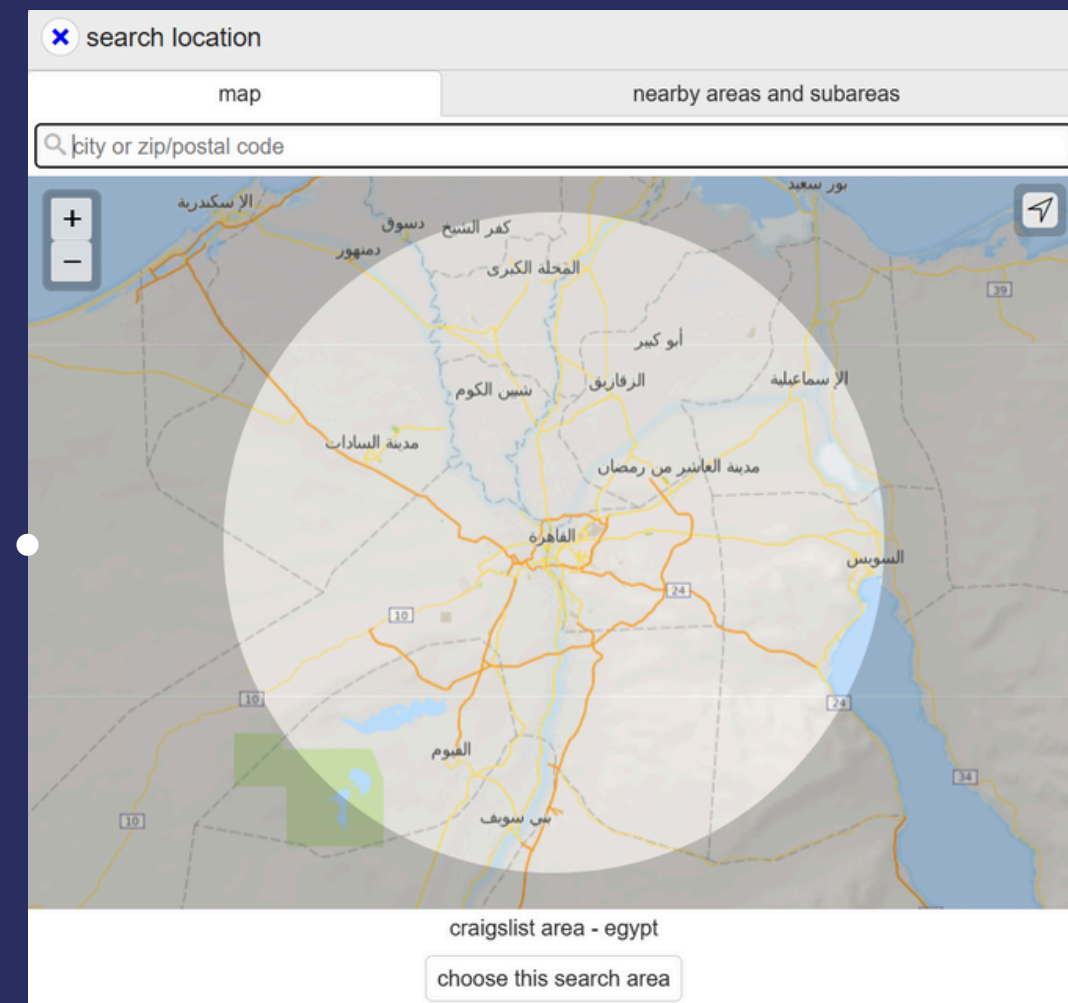 search location
map
nearby areas and subareas
city or zip/postal code
+
−
الإسكندرية
دسوق
كفر الشيخ
بور سعيد
دمنهور
المحلة الكبرى
39
أبو كبير
شبين الكوم
الزقازيق
الإسماعيلية
مدينة السادات
مدينة العاشر من رمضان
القاهرة
السويس
24
10
10
24
الفيوم
34
10
بني سويف
craigslist area - egypt
choose this search area